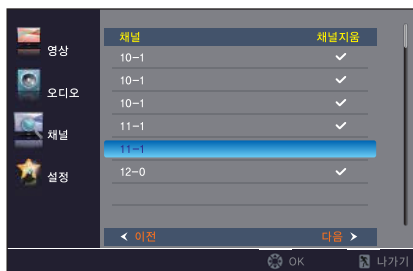 영상
오디오
채널
설정
채널 채널지움
10-1 ✓
10-1 ✓
10-1 ✓
11-1 ✓
11-1
12-0 ✓
< 이전 다음 >
OK 나가기